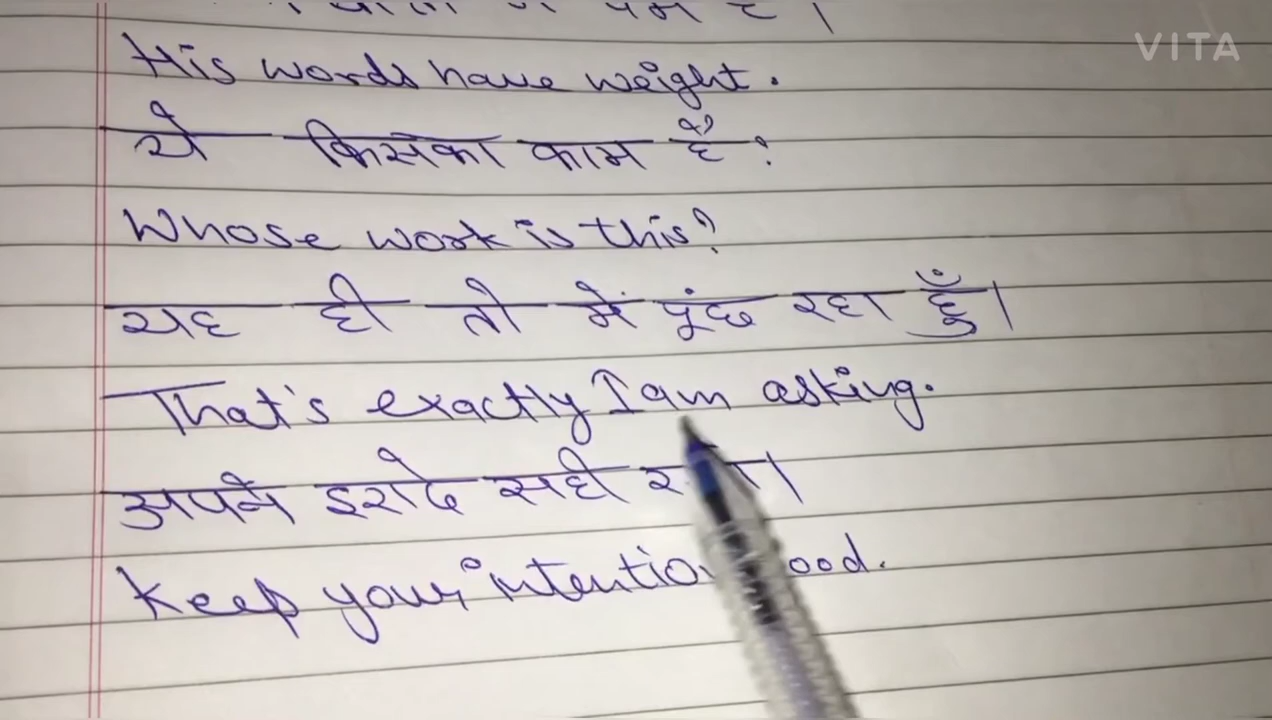 VITA
His words have weight.
ये किसका काम है ?
Whose work is this?
यह ही तो में पूंछ रहा हूँ।
That's exactly I am asking.
अपने इरादे सही
Keep your